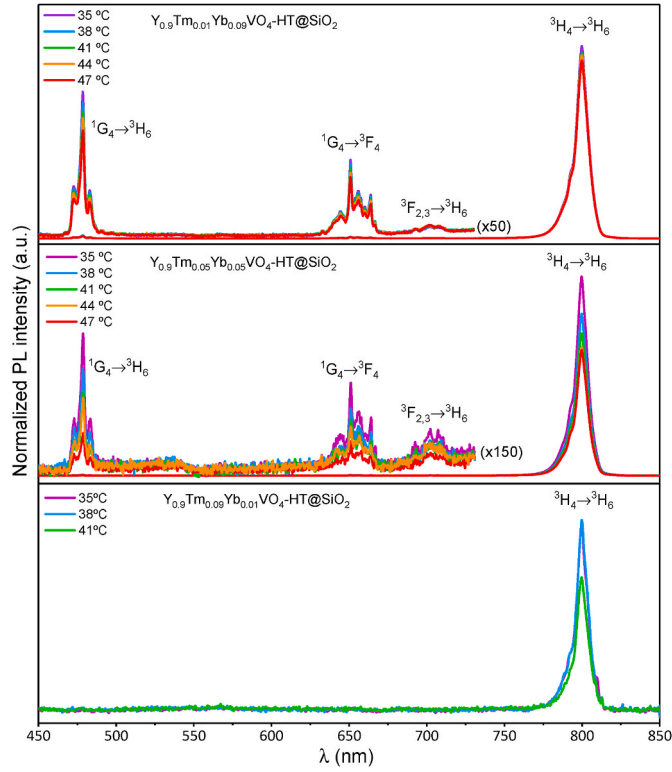 Y₀.₉Tm₀.₀₁Yb₀.₀₉VO₄-HT@SiO₂
35 ºC
38 ºC
41 ºC
44 ºC
47 ºC
³H₄→³H₆
¹G₄→³H₆
¹G₄→³F₄
³F₂,₃→³H₆
(x50)
Y₀.₉Tm₀.₀₅Yb₀.₀₅VO₄-HT@SiO₂
35 ºC
38 ºC
41 ºC
44 ºC
47 ºC
³H₄→³H₆
¹G₄→³H₆
¹G₄→³F₄
³F₂,₃→³H₆
(x150)
Y₀.₉Tm₀.₀₉Yb₀.₀₁VO₄-HT@SiO₂
35ºC
38ºC
41ºC
³H₄→³H₆
Normalized PL intensity (a.u.)
450 500 550 600 650 700 750 800 850
λ (nm)